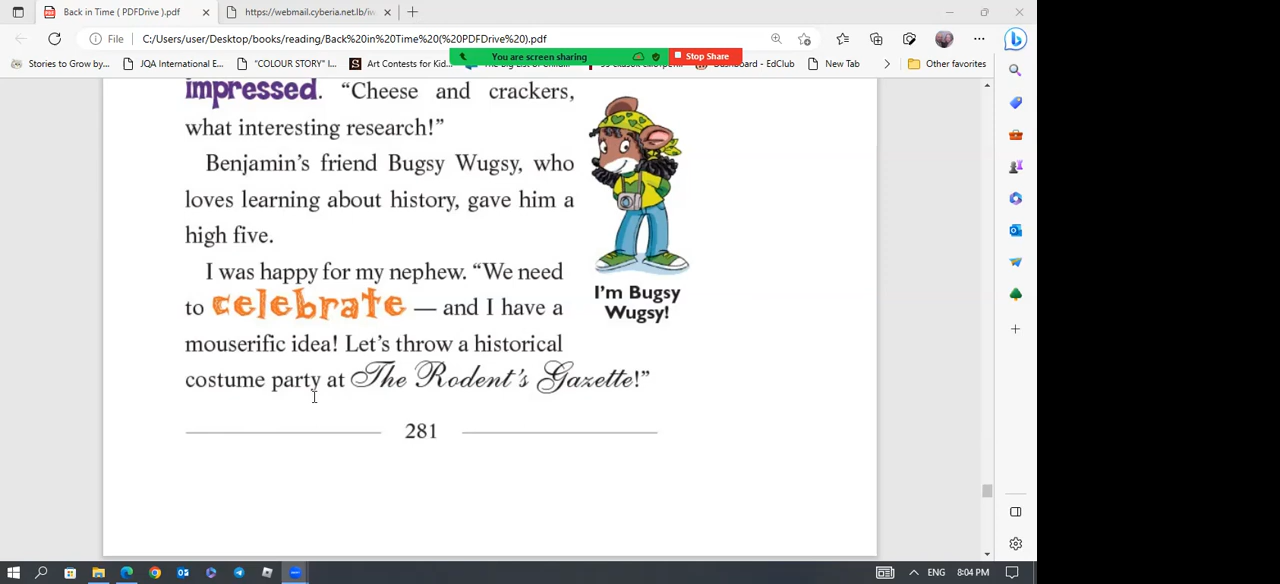 Back in Time ( PDFDrive ).pdf
https://webmail.cyberia.net.lb/iw
File
C:/Users/user/Desktop/books/reading/Back%20in%20Time%20(%20PDFDrive%20).pdf
You are screen sharing
Stop Share
Stories to Grow by...
JQA International E...
"COLOUR STORY" I...
Art Contests for Kid...
Dashboard - EdClub
New Tab
Other favorites
impressed. “Cheese and crackers,
what interesting research!”
Benjamin’s friend Bugsy Wugsy, who
loves learning about history, gave him a
high five.
I was happy for my nephew. “We need
to celebrate — and I have a
mouserific idea! Let’s throw a historical
costume party at The Rodent’s Gazette!”
I’m Bugsy
Wugsy!
281
ENG
8:04 PM